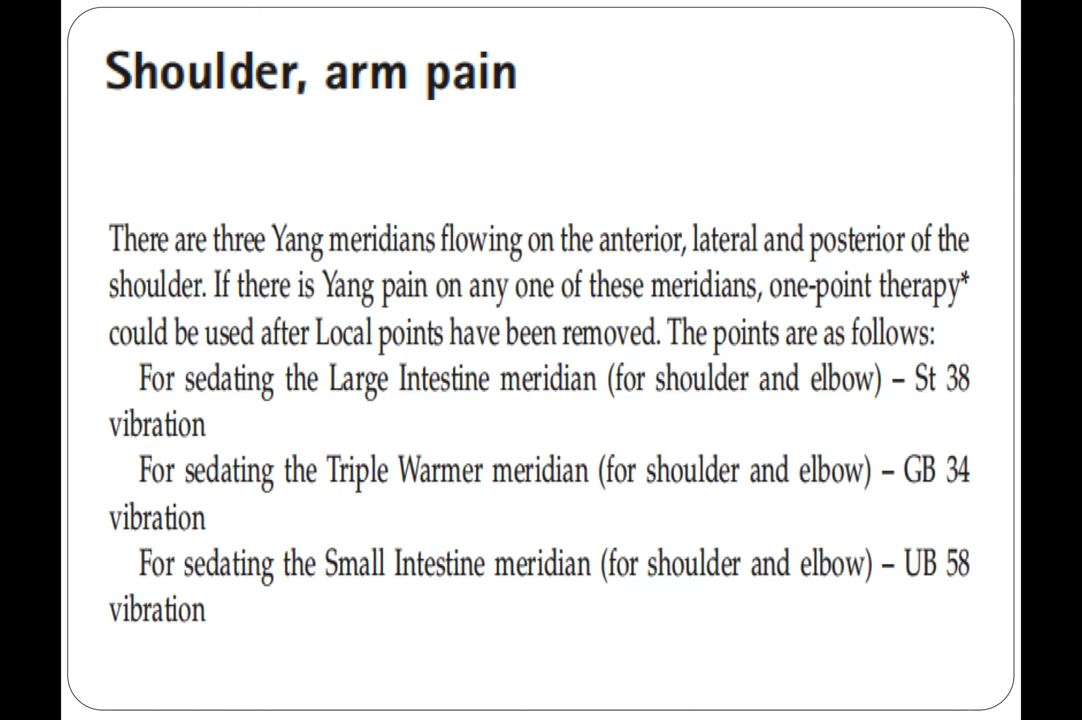 Shoulder, arm pain
There are three Yang meridians flowing on the anterior, lateral and posterior of the
shoulder. If there is Yang pain on any one of these meridians, one-point therapy*
could be used after Local points have been removed. The points are as follows:
For sedating the Large Intestine meridian (for shoulder and elbow) – St 38
vibration
For sedating the Triple Warmer meridian (for shoulder and elbow) – GB 34
vibration
For sedating the Small Intestine meridian (for shoulder and elbow) – UB 58
vibration